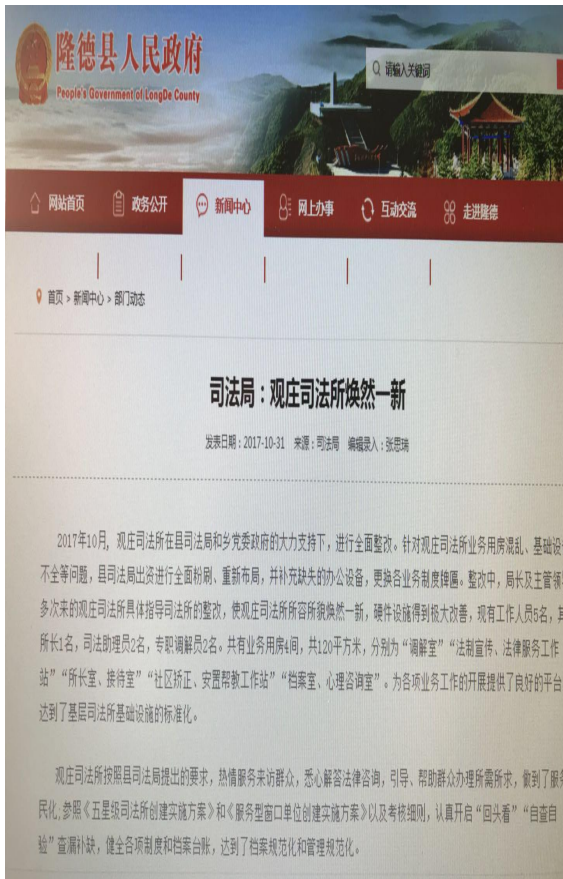 隆德县人民政府
People's Government of LongDe County
请输入关键词
网站首页 政务公开 新闻中心 网上办事 互动交流 走进隆德
首页 > 新闻中心 > 部门动态
司法局：观庄司法所焕然一新
发表日期：2017-10-31 来源：司法局 编辑录入：张思瑞
2017年10月，观庄司法所在县司法局和乡党委政府的大力支持下，进行全面整改。针对观庄司法所业务用房混乱、基础设
不全等问题，县司法局出资进行全面粉刷、重新布局，并补充缺失的办公设备，更换各业务制度牌匾。整改中，局长及主管领
多次来的观庄司法所具体指导司法所的整改，使观庄司法所所容所貌焕然一新，硬件设施得到极大改善，现有工作人员5名，其
所长1名，司法助理员2名，专职调解员2名。共有业务用房4间，共120平方米，分别为“调解室”“法制宣传、法律服务工作
站”“所长室、接待室”“社区矫正、安置帮教工作站”“档案室、心理咨询室”。为各项业务工作的开展提供了良好的平台
达到了基层司法所基础设施的标准化。
观庄司法所按照县司法局提出的要求，热情服务来访群众，悉心解答法律咨询，引导、帮助群众办理所需所求，做到了服
民化;参照《五星级司法所创建实施方案》和《服务型窗口单位创建实施方案》以及考核细则，认真开启“回头看”“自查自
验”查漏补缺，健全各项制度和档案台账，达到了档案规范化和管理规范化。